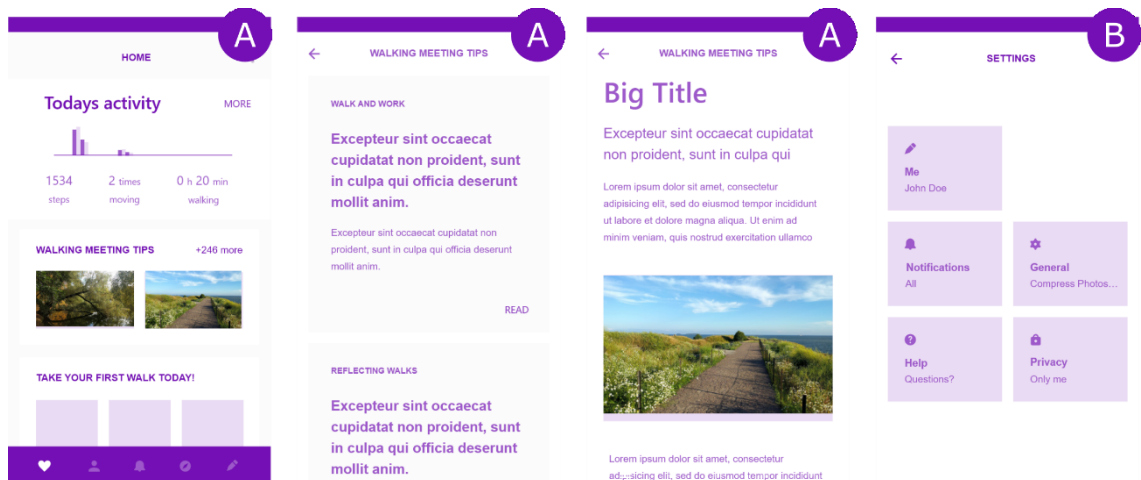 A
HOME
Todays activity
MORE
1534 2 times 0 h 20 min
steps moving walking
WALKING MEETING TIPS +246 more
TAKE YOUR FIRST WALK TODAY!
A
WALKING MEETING TIPS
WALK AND WORK
Excepteur sint occaecat
cupidatat non proident, sunt
in culpa qui officia deserunt
mollit anim.
Excepteur sint occaecat cupidatat non
proident, sunt in culpa qui officia deserunt
mollit anim.
READ
REFLECTING WALKS
Excepteur sint occaecat
cupidatat non proident, sunt
in culpa qui officia deserunt
mollit anim.
A
WALKING MEETING TIPS
Big Title
Excepteur sint occaecat cupidatat
non proident, sunt in culpa qui
Lorem ipsum dolor sit amet, consectetur
adipisicing elit, sed do eiusmod tempor incididunt
ut labore et dolore magna aliqua. Ut enim ad
minim veniam, quis nostrud exercitation ullamco
Lorem ipsum dolor sit amet, consectetur
elit, sed do eiusmod tempor incididunt
B
SETTINGS
Me
John Doe
Notifications
All
General
Compress Photos...
Help
Questions?
Privacy
Only me